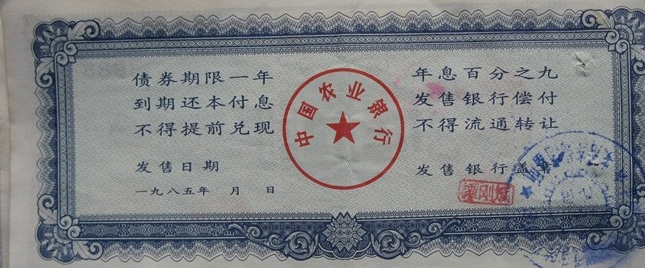 债券期限一年
到期还本付息
不得提前兑现
发售日期
一九八五年 月 日
中国农业银行
年息百分之九
发售银行偿付
不得流通转让
发售银行盖章